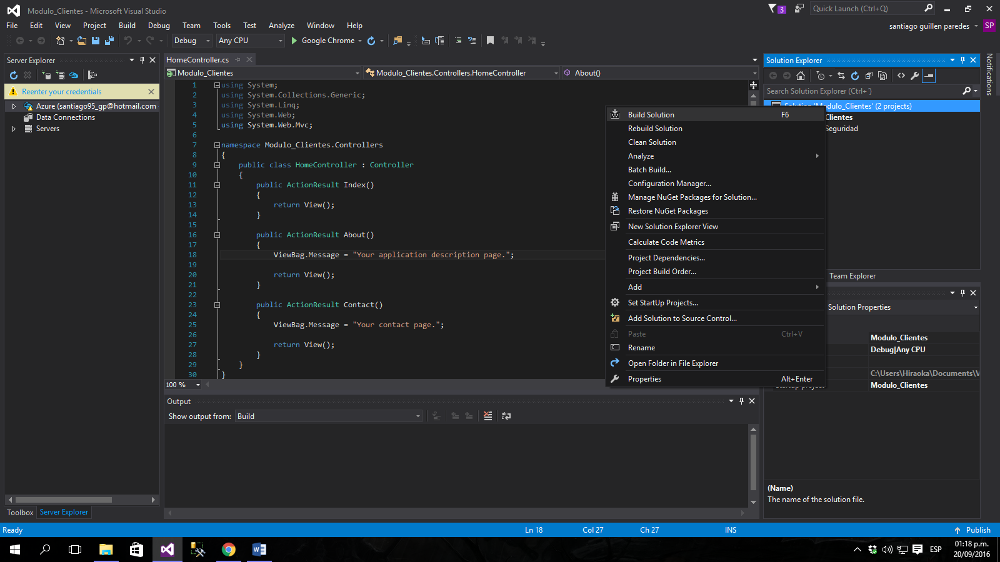 Modulo_Clientes - Microsoft Visual Studio
3
Quick Launch (Ctrl+Q)
File Edit View Project Build Debug Team Tools Test Analyze Window Help
santiago guillen paredes SP
Debug Any CPU Google Chrome
Server Explorer
Reenter your credentials
Azure (santiago95_gp@hotmail.com
Data Connections
Servers
Toolbox Server Explorer
HomeController.cs
Modulo_Clientes Modulo_Clientes.Controllers.HomeController About()
1 using System;
2 using System.Collections.Generic;
3 using System.Linq;
4 using System.Web;
5 using System.Web.Mvc;
6
7 namespace Modulo_Clientes.Controllers
8 {
9 public class HomeController : Controller
10 {
11 public ActionResult Index()
12 {
13 return View();
14 }
15
16 public ActionResult About()
17 {
18 ViewBag.Message = "Your application description page.";
19
20 return View();
21 }
22
23 public ActionResult Contact()
24 {
25 ViewBag.Message = "Your contact page.";
26
27 return View();
28 }
29 }
30 }
100 %
Output
Show output from: Build
Build Solution F6
Rebuild Solution
Clean Solution
Analyze
Batch Build...
Configuration Manager...
Manage NuGet Packages for Solution...
Restore NuGet Packages
New Solution Explorer View
Calculate Code Metrics
Project Dependencies...
Project Build Order...
Add
Set StartUp Projects...
Add Solution to Source Control...
Paste Ctrl+V
Rename
Open Folder in File Explorer
Properties Alt+Enter
Solution Explorer
Search Solution Explorer (Ctrl+´)
Solution 'Modulo_Clientes' (2 projects)
Clientes
Seguridad
Team Explorer
Solution Properties
Modulo_Clientes
Debug|Any CPU
C:\Users\Hiraoka\Documents\V
Startup project Modulo_Clientes
(Name)
The name of the solution file.
Notifications
Ready Ln 18 Col 27 Ch 27 INS Publish
ESP
01:18 p.m.
20/09/2016